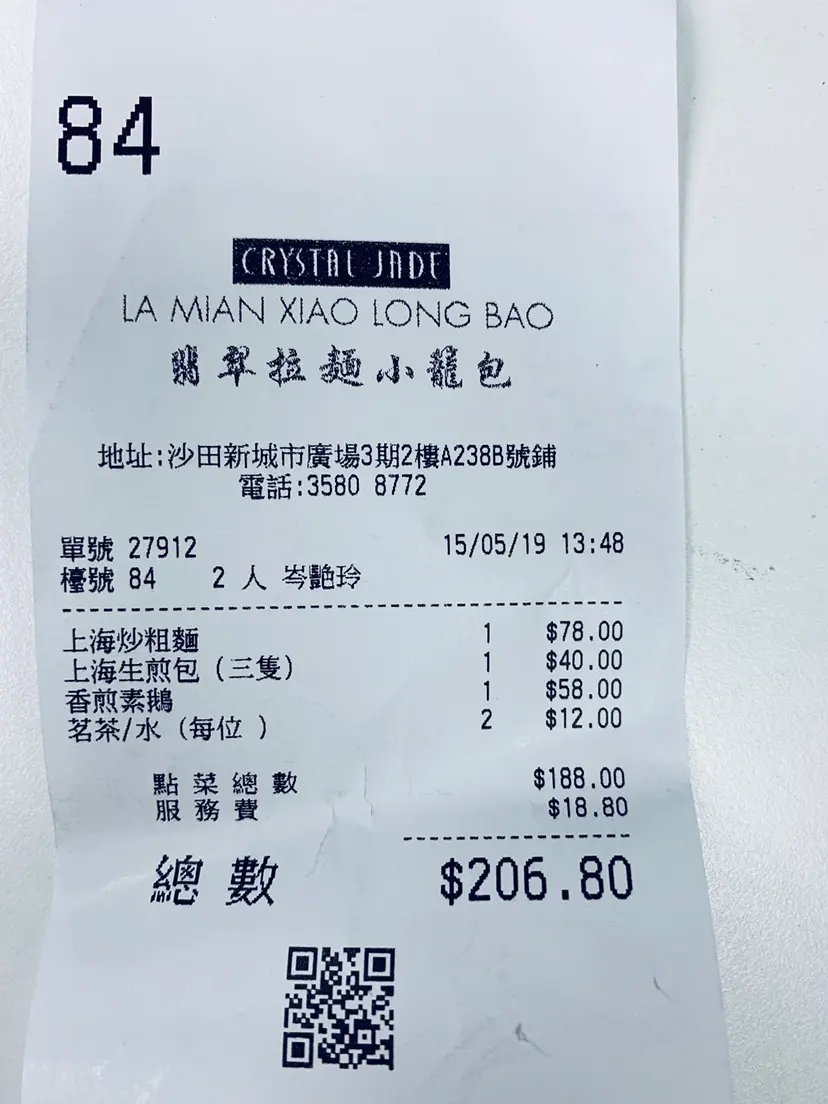 84
CRYSTAL JADE
LA MIAN XIAO LONG BAO
翡翠拉麵小籠包
地址:沙田新城市廣場3期2樓A238B號鋪
電話:3580 8772
單號 27912 15/05/19 13:48
檯號 84 2 人 岑艷玲
上海炒粗麵 1 $78.00
上海生煎包 (三隻) 1 $40.00
香煎素鵝 1 $58.00
茗茶/水 (每位 ) 2 $12.00
點菜總數 $188.00
服務費 $18.80
總數 $206.80